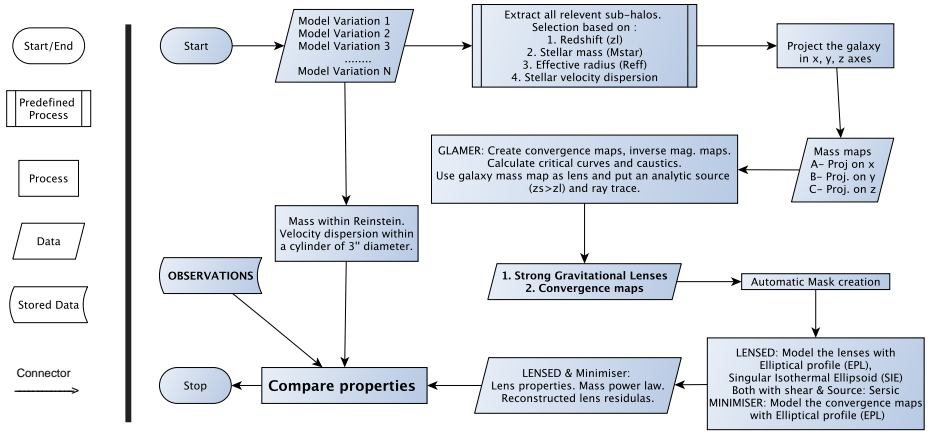 Start/End
Predefined
Process
Process
Data
Stored Data
Connector
Start
Model Variation 1
Model Variation 2
Model Variation 3
........
Model Variation N
Extract all relevent sub-halos.
Selection based on :
1. Redshift (zl)
2. Stellar mass (Mstar)
3. Effective radius (Reff)
4. Stellar velocity dispersion
Project the galaxy
in x, y, z axes
Mass maps
A- Proj on x
B- Proj. on y
C- Proj. on z
GLAMER: Create convergence maps, inverse mag. maps.
Calculate critical curves and caustics.
Use galaxy mass map as lens and put an analytic source
(zs>zl) and ray trace.
Mass within Reinstein.
Velocity dispersion within
a cylinder of 3" diameter.
OBSERVATIONS
1. Strong Gravitational Lenses
2. Convergence maps
Automatic Mask creation
LENSED: Model the lenses with
Elliptical profile (EPL),
Singular Isothermal Ellipsoid (SIE)
Both with shear & Source: Sersic
MINIMISER: Model the convergence maps
with Elliptical profile (EPL)
LENSED & Minimiser:
Lens properties. Mass power law.
Reconstructed lens residulas.
Compare properties
Stop